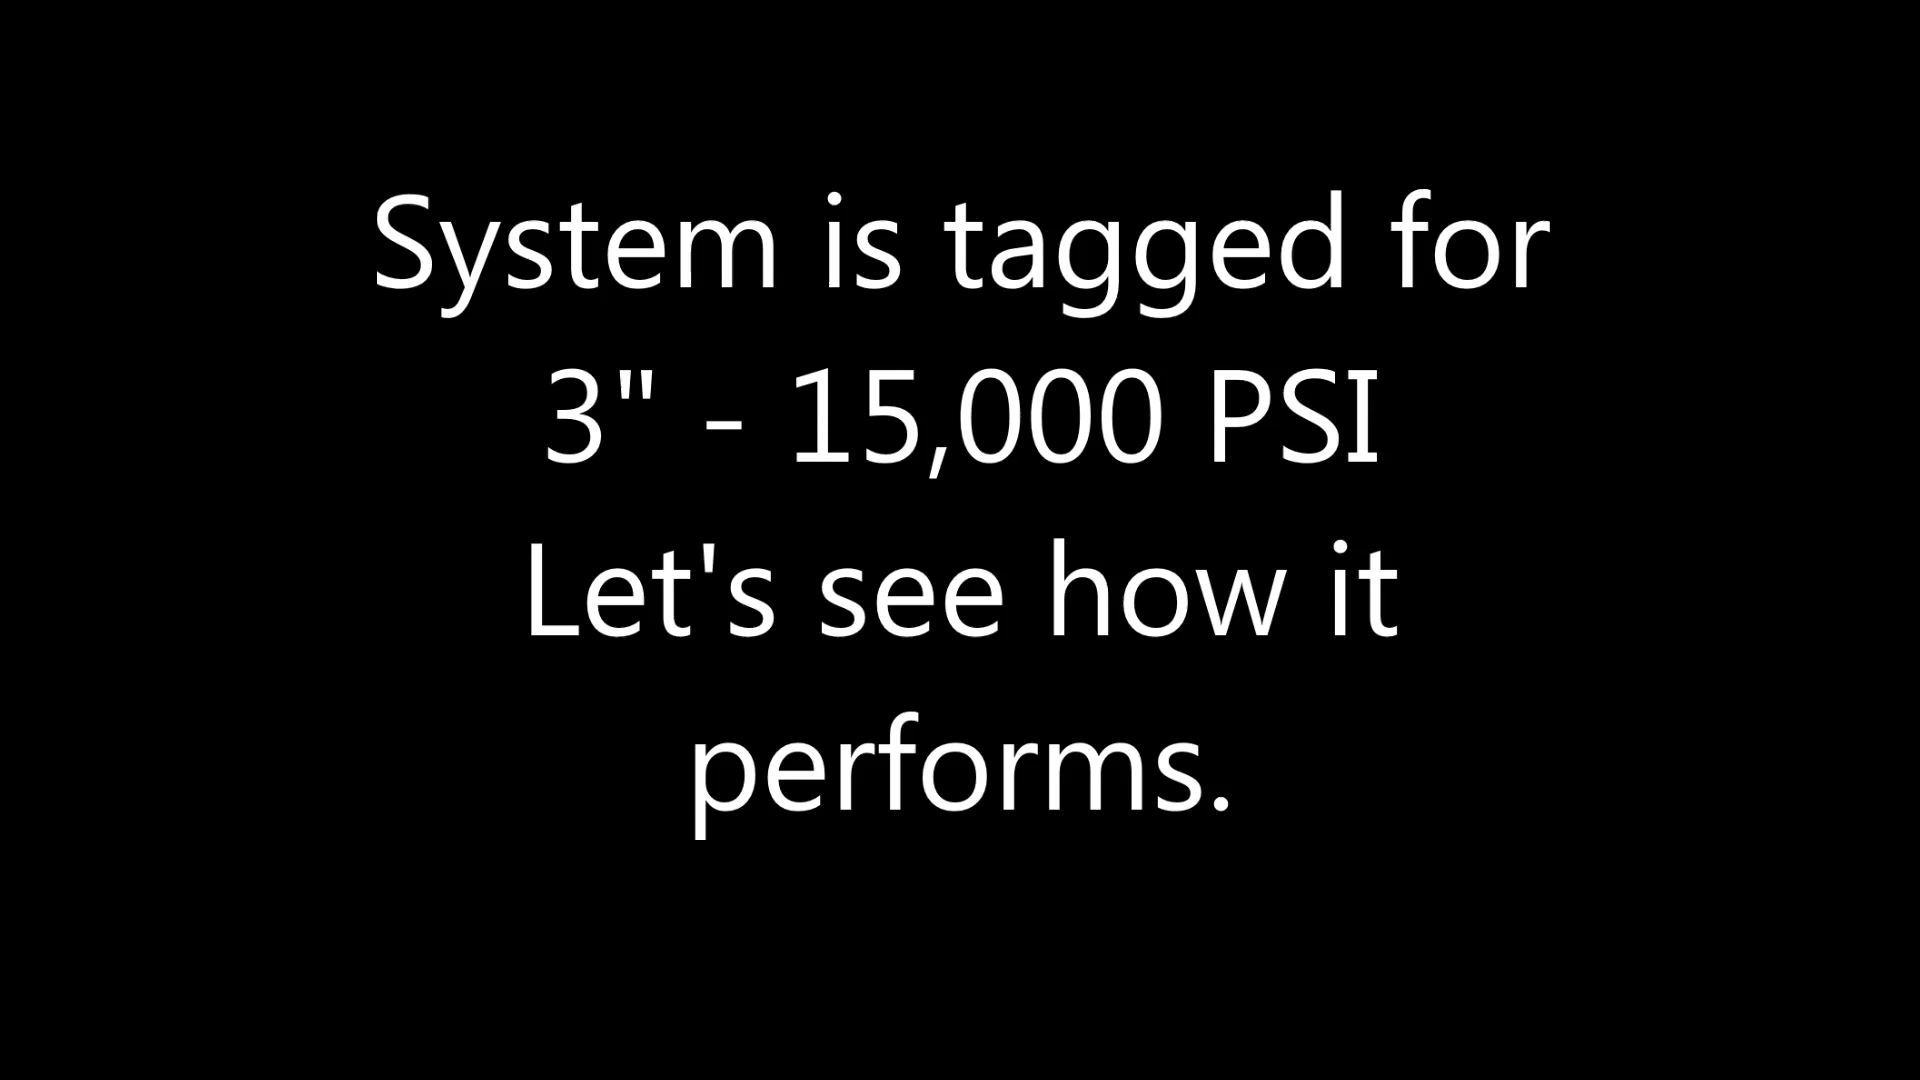 System is tagged for
3" - 15,000 PSI
Let's see how it
performs.